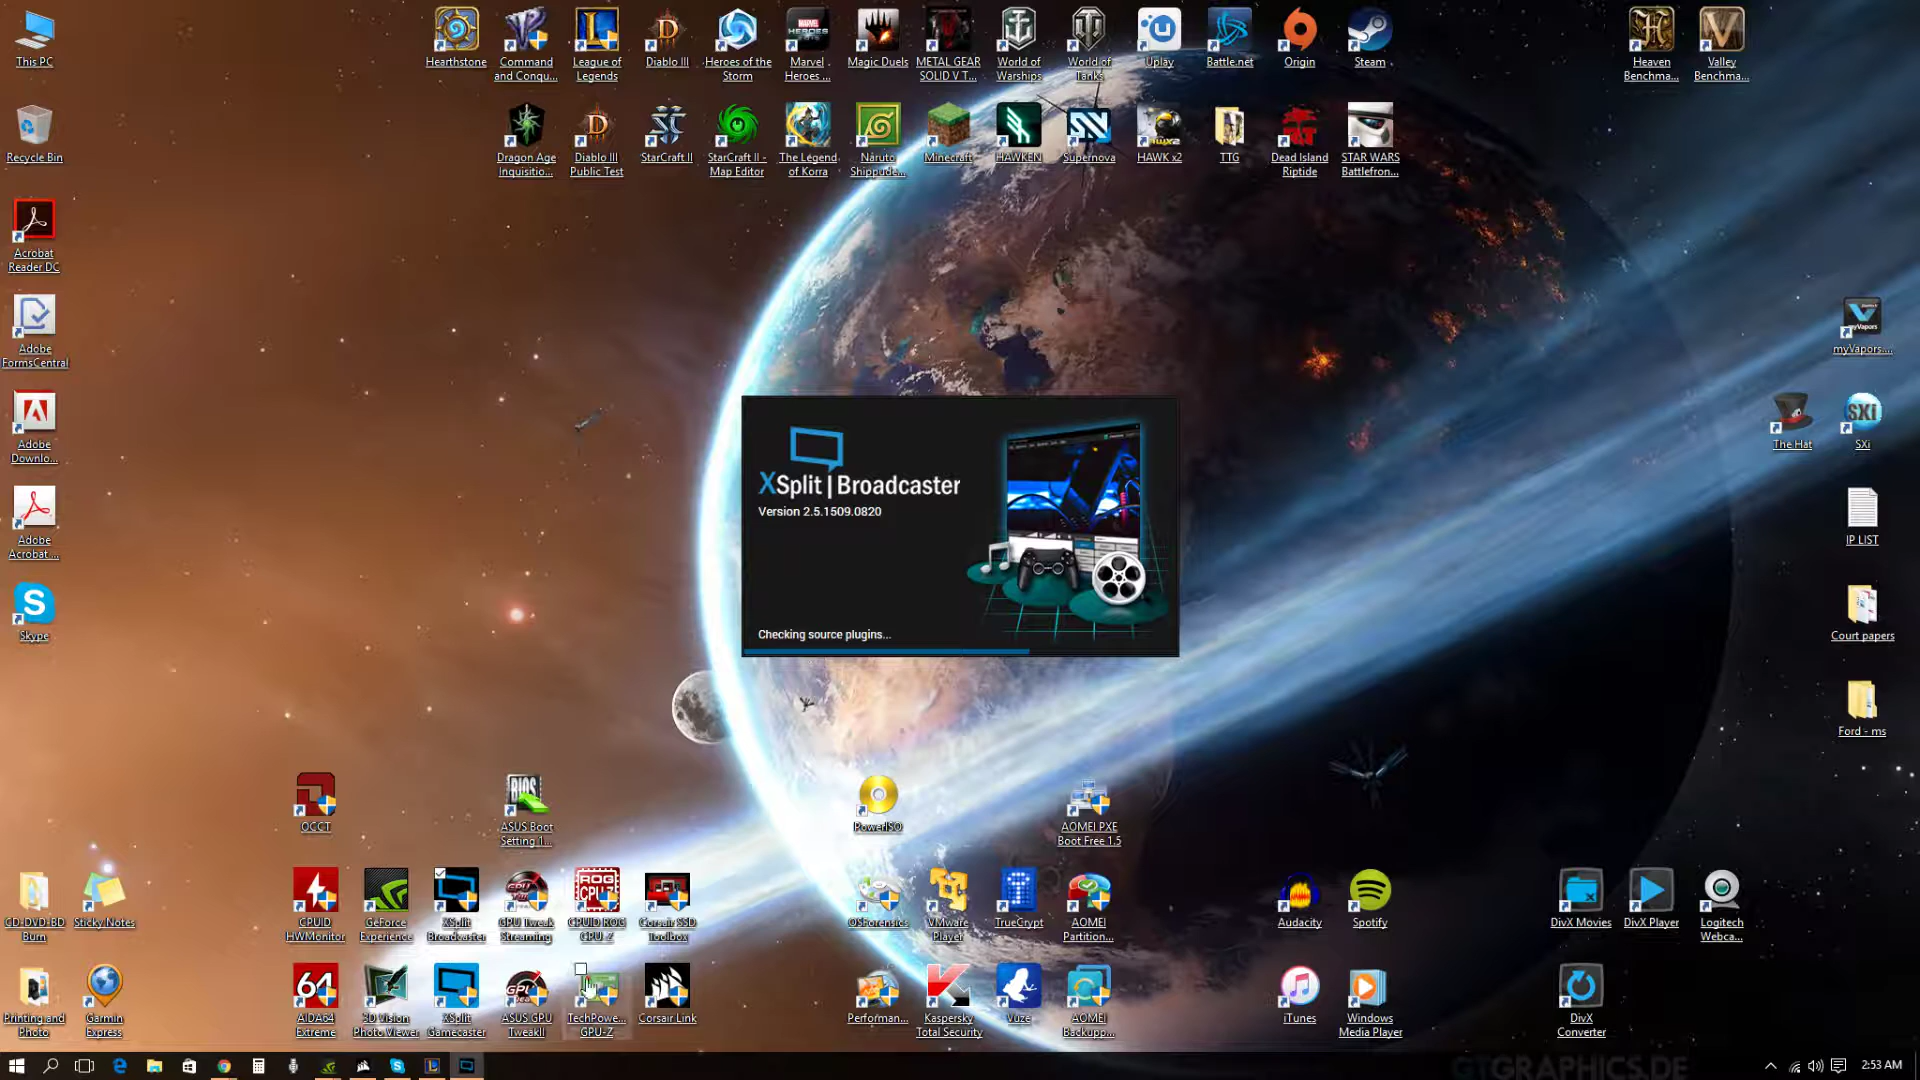 This PC
Hearthstone
Command
and Conqu...
League of
Legends
Diablo III
Heroes of the
Storm
Marvel
Heroes ...
Magic Duels
METAL GEAR
SOLID V T...
World of
Warships
World of
Tanks
Uplay
Battle.net
Origin
Steam
Heaven
Benchma...
Valley
Benchma...
Recycle Bin
Dragon Age
Inquisitio...
Diablo III
Public Test
StarCraft II
StarCraft II -
Map Editor
The Legend
of Korra
Naruto
Shippude...
Minecraft
HAWKEN
Supernova
HAWK x2
TTG
Dead Island
Riptide
STAR WARS
Battlefron...
Acrobat
Reader DC
Adobe
FormsCentral
myVapors....
Adobe
Downlo...
The Hat
SXi
XSplit | Broadcaster
Version 2.5.1509.0820
Checking source plugins...
Adobe
Acrobat ...
IP LIST
Skype
Court papers
Ford - ms
OCCT
ASUS Boot
Setting 1...
PowerISO
AOMEI PXE
Boot Free 1.5
CD-DVD-BD
Burn
Sticky Notes
CPUID
HWMonitor
GeForce
Experience
XSplit
Broadcaster
GPU Tweak
Streaming
CPUID ROG
CPU-Z
Corsair SSD
Toolbox
OSForensics
VMware
Player
TrueCrypt
AOMEI
Partition...
Audacity
Spotify
DivX Movies
DivX Player
Logitech
Webca...
Printing and
Photo
Garmin
Express
AIDA64
Extreme
3D Vision
Photo Viewer
XSplit
Gamecaster
ASUS GPU
TweakII
TechPowe...
GPU-Z
Corsair Link
Performan...
Kaspersky
Total Security
Vuze
AOMEI
Backupp...
iTunes
Windows
Media Player
DivX
Converter
GTGRAPHICS.DE
2:53 AM